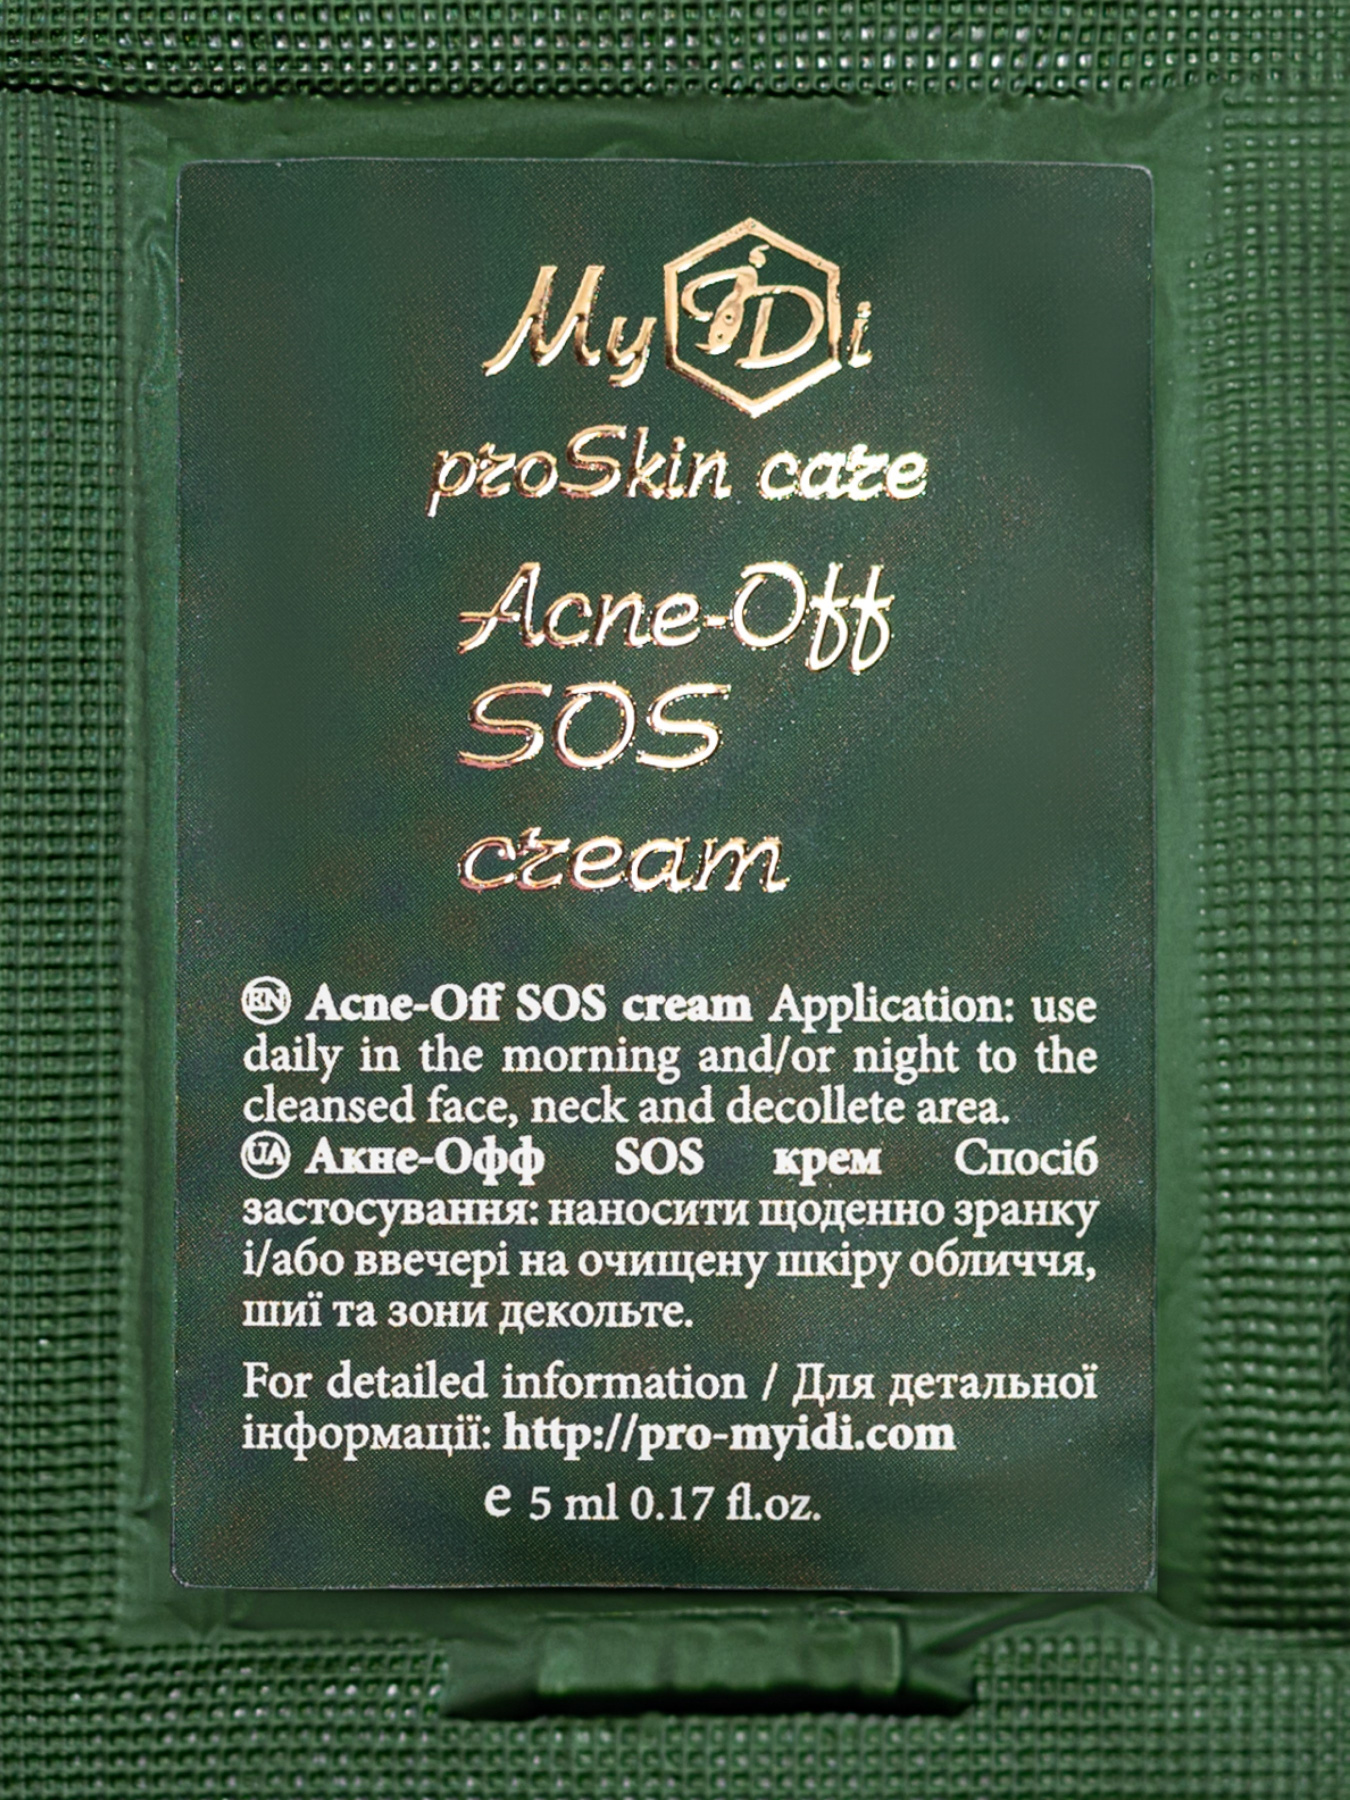 MyiDi
proSkin care
Acne-Off
SOS
cream
EN Acne-Off SOS cream Application: use
daily in the morning and/or night to the
cleansed face, neck and decollete area.
UA Акне-Офф SOS крем Спосіб
застосування: наносити щоденно зранку
і/або ввечері на очищену шкіру обличчя,
шиї та зони декольте.
For detailed information / Для детальної
інформації: http://pro-myidi.com
e 5 ml 0.17 fl.oz.